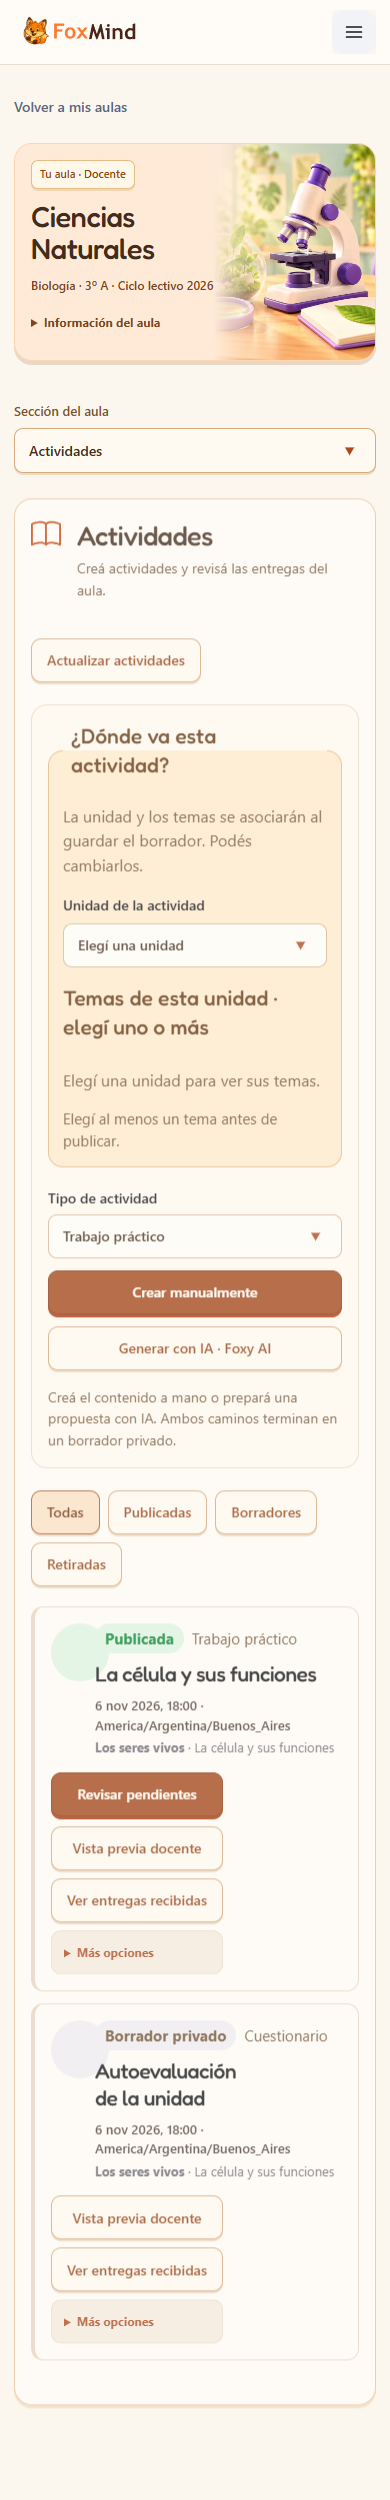 FoxMind
Volver a mis aulas
Tu aula · Docente
Ciencias
Naturales
Biología · 3º A · Ciclo lectivo 2026
Información del aula
Sección del aula
Actividades
Actividades
Creá actividades y revisá las entregas del
aula.
Actualizar actividades
¿Dónde va esta
actividad?
La unidad y los temas se asociarán al
guardar el borrador. Podés
cambiarlos.
Unidad de la actividad
Elegí una unidad
Temas de esta unidad ·
elegí uno o más
Elegí una unidad para ver sus temas.
Elegí al menos un tema antes de
publicar.
Tipo de actividad
Trabajo práctico
Crear manualmente
Generar con IA · Foxy AI
Creá el contenido a mano o prepará una
propuesta con IA. Ambos caminos terminan en
un borrador privado.
Todas
Publicadas
Borradores
Retiradas
Publicada Trabajo práctico
La célula y sus funciones
6 nov 2026, 18:00 ·
America/Argentina/Buenos_Aires
Los seres vivos · La célula y sus funciones
Revisar pendientes
Vista previa docente
Ver entregas recibidas
Más opciones
Borrador privado Cuestionario
Autoevaluación
de la unidad
6 nov 2026, 18:00 ·
America/Argentina/Buenos_Aires
Los seres vivos · La célula y sus funciones
Vista previa docente
Ver entregas recibidas
Más opciones